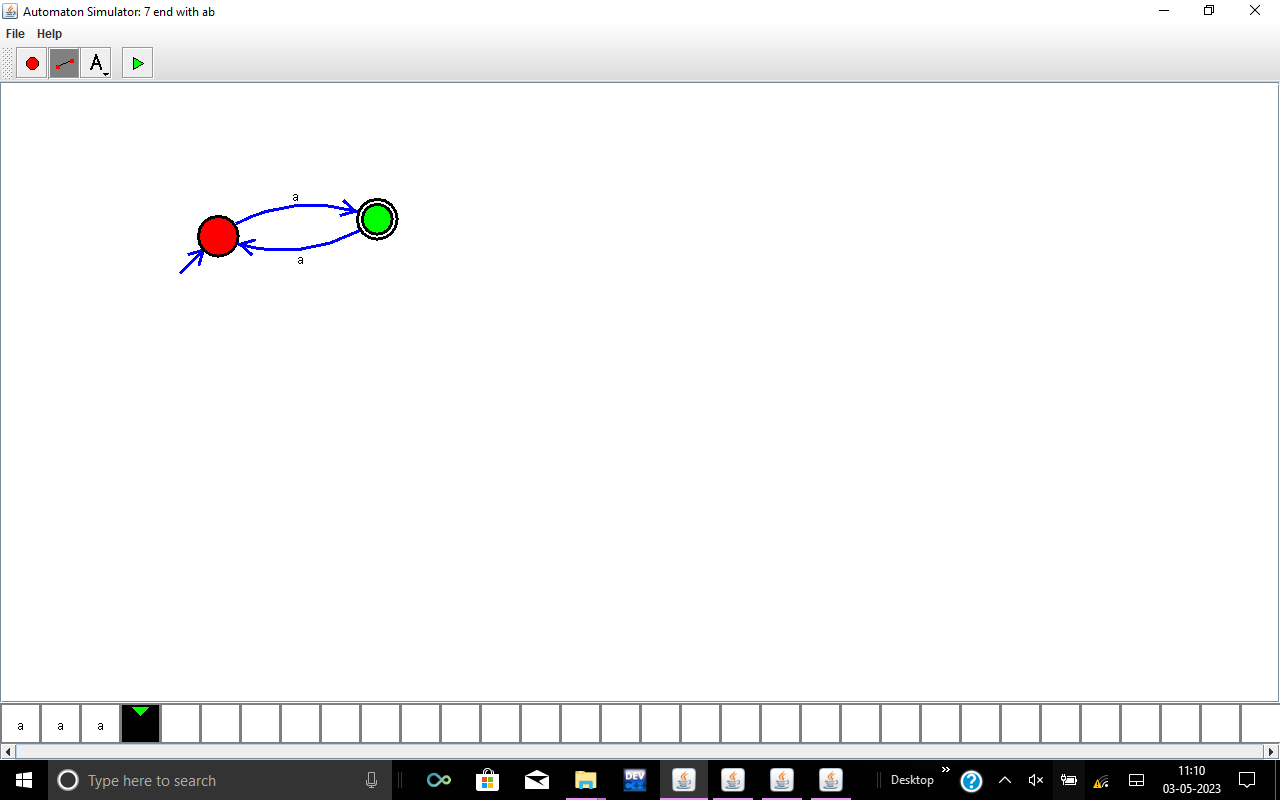 Automaton Simulator: 7 end with ab
File Help
A
a
a
a a a
Type here to search
DEV
C++
Desktop
»
?
11:10
03-05-2023